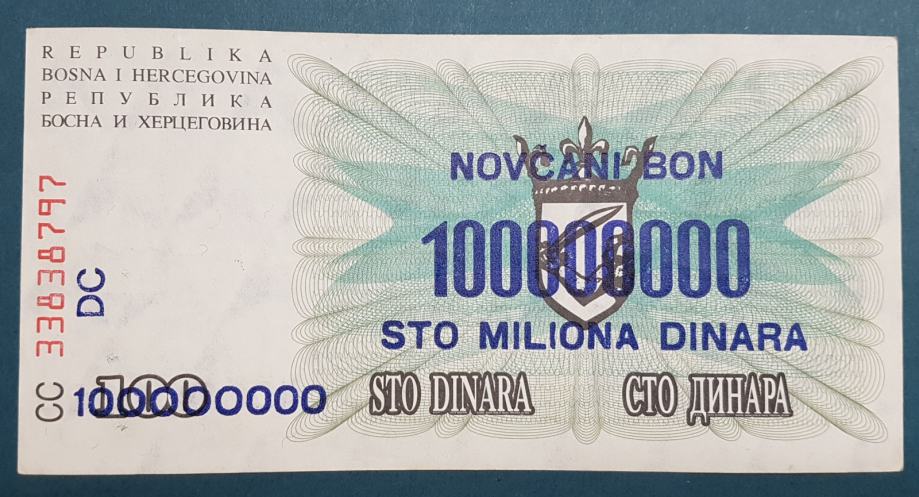 REPUBLIKA
BOSNA I HERCEGOVINA
РЕПУБЛИКА
БОСНА И ХЕРЦЕГОВИНА
NOVČANI BON
100000000
STO MILIONA DINARA
STO DINARA СТО ДИНАРА
100
100000000
CC 33838797
DC